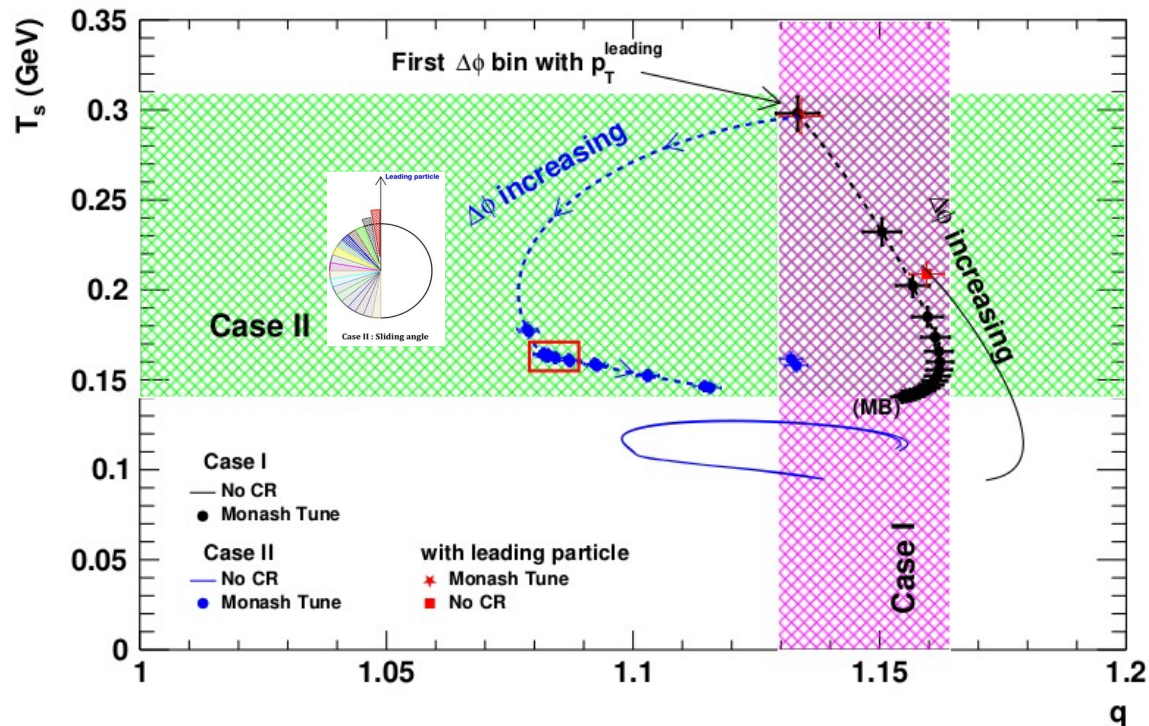 T_s (GeV)
0.35
0.3
0.25
0.2
0.15
0.1
0.05
0
First Δϕ bin with p_T^leading
Δϕ increasing
Leading particle
Case II : Sliding angle
Case II
Δϕ increasing
(MB)
Case I
Case I
No CR
Monash Tune
Case II
No CR
Monash Tune
with leading particle
Monash Tune
No CR
1 1.05 1.1 1.15 1.2
q